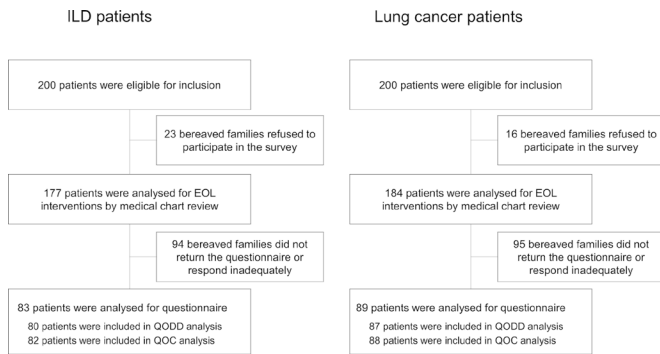 ILD patients
200 patients were eligible for inclusion
23 bereaved families refused to
participate in the survey
177 patients were analysed for EOL
interventions by medical chart review
94 bereaved families did not
return the questionnaire or
respond inadequately
83 patients were analysed for questionnaire
80 patients were included in QODD analysis
82 patients were included in QOC analysis
Lung cancer patients
200 patients were eligible for inclusion
16 bereaved families refused to
participate in the survey
184 patients were analysed for EOL
interventions by medical chart review
95 bereaved families did not
return the questionnaire or
respond inadequately
89 patients were analysed for questionnaire
87 patients were included in QODD analysis
88 patients were included in QOC analysis